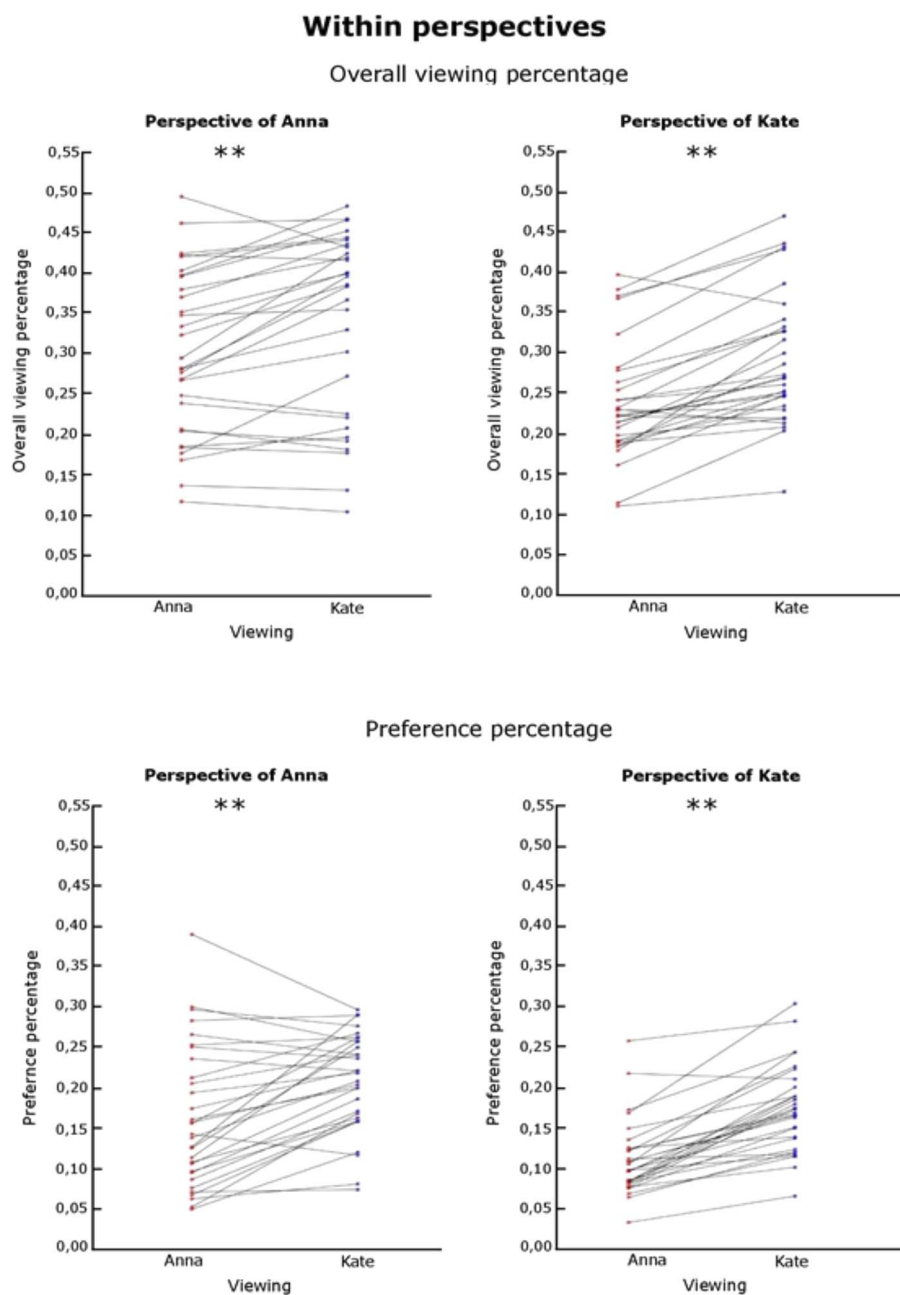 Within perspectives
Overall viewing percentage
Perspective of Anna
**
Overall viewing percentage
0,55
0,50
0,45
0,40
0,35
0,30
0,25
0,20
0,15
0,10
0,05
0,00
Anna Kate
Viewing
Perspective of Kate
**
Overall viewing percentage
0,55
0,50
0,45
0,40
0,35
0,30
0,25
0,20
0,15
0,10
0,05
0,00
Anna Kate
Viewing
Preference percentage
Perspective of Anna
**
Prefernce percentage
0,55
0,50
0,45
0,40
0,35
0,30
0,25
0,20
0,15
0,10
0,05
0,00
Anna Kate
Viewing
Perspective of Kate
**
Preference percentage
0,55
0,50
0,45
0,40
0,35
0,30
0,25
0,20
0,15
0,10
0,05
0,00
Anna Kate
Viewing